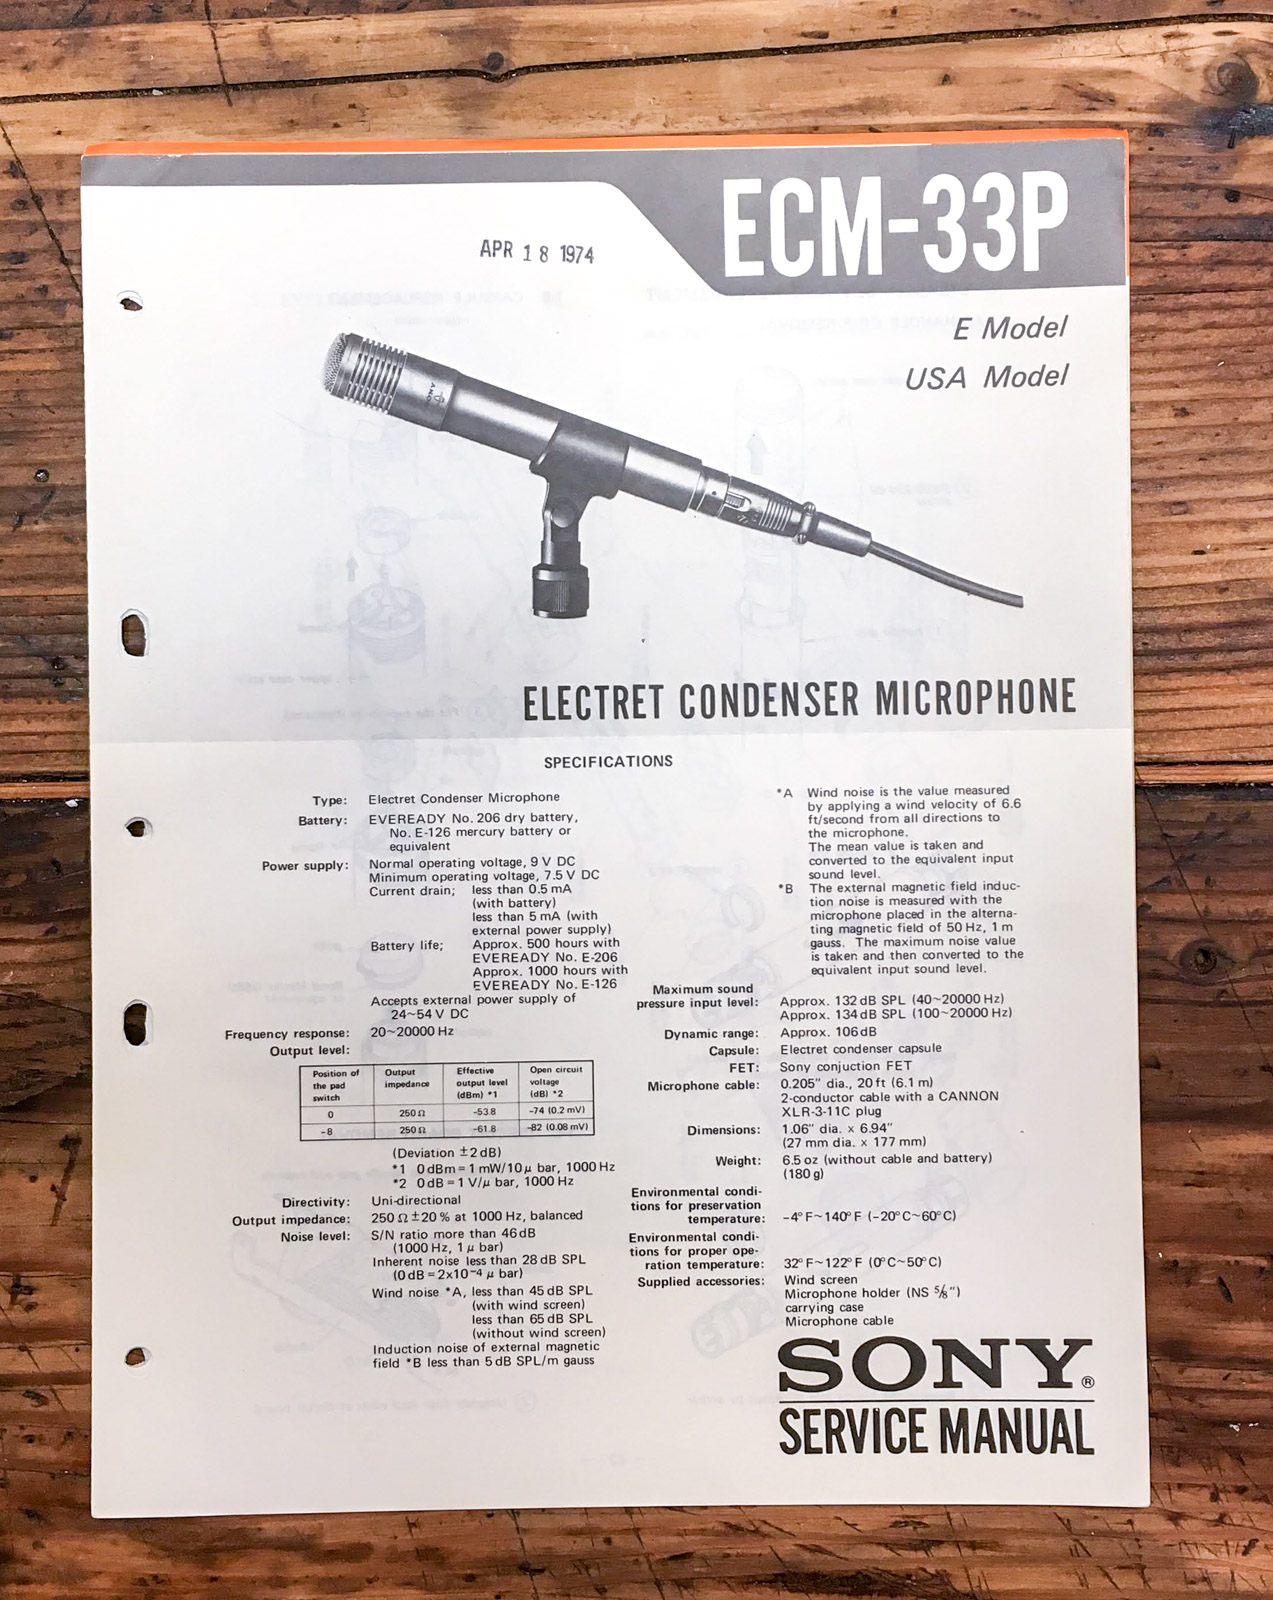 ECM-33P
APR 18 1974
E Model
USA Model
SONY
ELECTRET CONDENSER MICROPHONE
SPECIFICATIONS
Type: Electret Condenser Microphone
Battery: EVEREADY No. 206 dry battery,
No. E-126 mercury battery or
equivalent
Power supply: Normal operating voltage, 9 V DC
Minimum operating voltage, 7.5 V DC
Current drain; less than 0.5 mA
(with battery)
less than 5 mA (with
external power supply)
Battery life; Approx. 500 hours with
EVEREADY No. E-206
Approx. 1000 hours with
EVEREADY No. E-126
Accepts external power supply of
24~54 V DC
Frequency response: 20~20000 Hz
Output level:
Position of the pad switch | Output impedance | Effective output level (dBm) *1 | Open circuit voltage (dB) *2
0 | 250 Ω | -53.8 | -74 (0.2 mV)
-8 | 250 Ω | -61.8 | -82 (0.08 mV)
(Deviation ±2 dB)
*1 0 dBm = 1 mW/10 μ bar, 1000 Hz
*2 0 dB = 1 V/μ bar, 1000 Hz
Directivity: Uni-directional
Output impedance: 250 Ω ±20 % at 1000 Hz, balanced
Noise level: S/N ratio more than 46 dB
(1000 Hz, 1 μ bar)
Inherent noise less than 28 dB SPL
(0 dB = 2x10⁻⁴ μ bar)
Wind noise *A, less than 45 dB SPL
(with wind screen)
less than 65 dB SPL
(without wind screen)
Induction noise of external magnetic
field *B less than 5 dB SPL/m gauss
*A Wind noise is the value measured
by applying a wind velocity of 6.6
ft/second from all directions to
the microphone.
The mean value is taken and
converted to the equivalent input
sound level.
*B The external magnetic field induc-
tion noise is measured with the
microphone placed in the alterna-
ting magnetic field of 50 Hz, 1 m
gauss. The maximum noise value
is taken and then converted to the
equivalent input sound level.
Maximum sound
pressure input level: Approx. 132 dB SPL (40~20000 Hz)
Approx. 134 dB SPL (100~20000 Hz)
Dynamic range: Approx. 106 dB
Capsule: Electret condenser capsule
FET: Sony conjuction FET
Microphone cable: 0.205" dia., 20 ft (6.1 m)
2-conductor cable with a CANNON
XLR-3-11C plug
Dimensions: 1.06" dia. x 6.94"
(27 mm dia. x 177 mm)
Weight: 6.5 oz (without cable and battery)
(180 g)
Environmental condi-
tions for preservation
temperature: -4° F~140° F (-20° C~60° C)
Environmental condi-
tions for proper ope-
ration temperature: 32° F~122° F (0° C~50° C)
Supplied accessories: Wind screen
Microphone holder (NS 5/8")
carrying case
Microphone cable
SONY®
SERVICE MANUAL